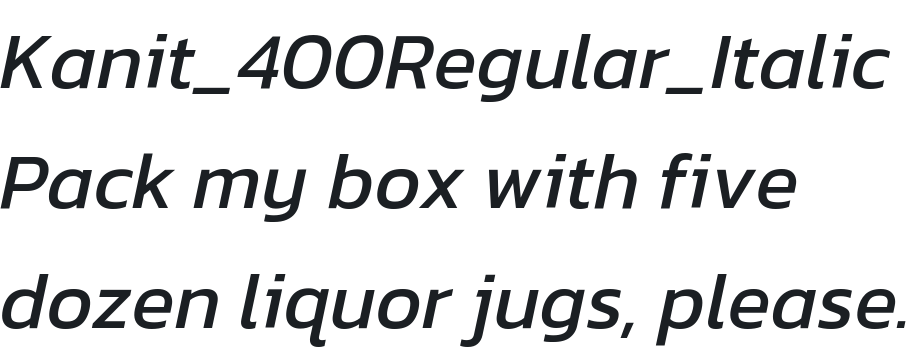 Kanit_400Regular_Italic
Pack my box with five
dozen liquor jugs, please.